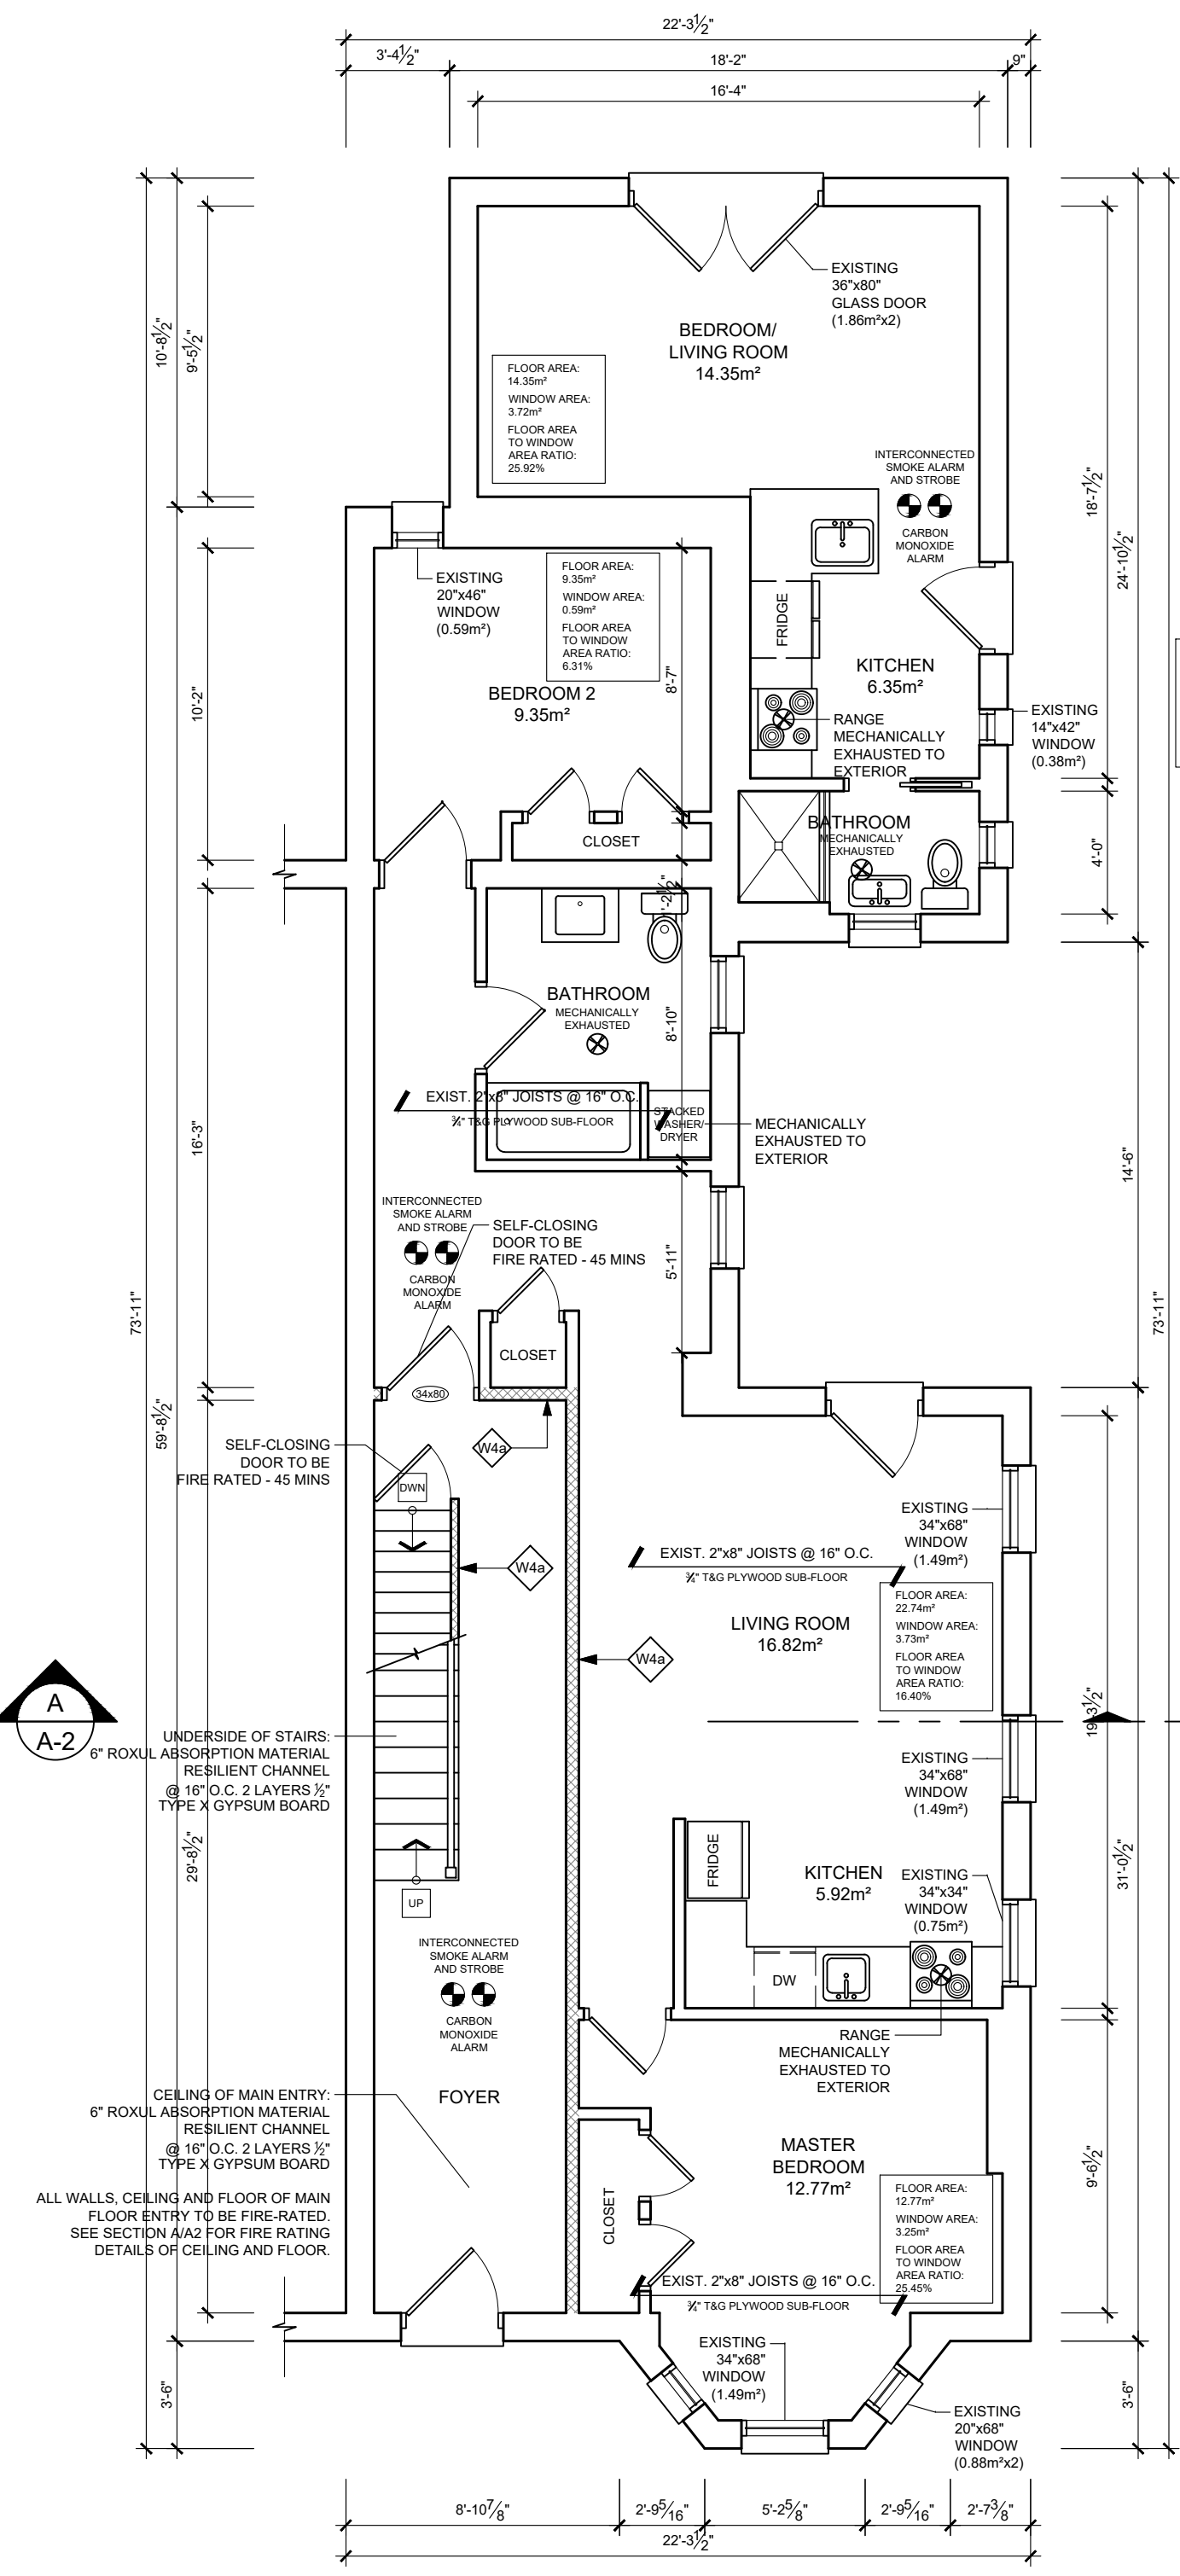 22'-3½"
3'-4½"
18'-2"
9"
16'-4"
10'-8½"
9'-5½"
EXISTING
36"x80"
GLASS DOOR
(1.86m²x2)
BEDROOM/
LIVING ROOM
14.35m²
FLOOR AREA:
14.35m²
WINDOW AREA:
3.72m²
FLOOR AREA
TO WINDOW
AREA RATIO:
25.92%
INTERCONNECTED
SMOKE ALARM
AND STROBE
CARBON
MONOXIDE
ALARM
18'-7½"
24'-10½"
EXISTING
20"x46"
WINDOW
(0.59m²)
FLOOR AREA:
9.35m²
WINDOW AREA:
0.59m²
FLOOR AREA
TO WINDOW
AREA RATIO:
6.31%
FRIDGE
KITCHEN
6.35m²
BEDROOM 2
9.35m²
8'-7"
10'-2"
RANGE
MECHANICALLY
EXHAUSTED TO
EXTERIOR
EXISTING
14"x42"
WINDOW
(0.38m²)
CLOSET
BATHROOM
MECHANICALLY
EXHAUSTED
4'-0"
'-2½"
BATHROOM
MECHANICALLY
EXHAUSTED
8'-10"
EXIST. 2"x8" JOISTS @ 16" O.C.
¾" T&G PLYWOOD SUB-FLOOR
STACKED
WASHER/
DRYER
MECHANICALLY
EXHAUSTED TO
EXTERIOR
16'-3"
14'-6"
INTERCONNECTED
SMOKE ALARM
AND STROBE
CARBON
MONOXIDE
ALARM
SELF-CLOSING
DOOR TO BE
FIRE RATED - 45 MINS
5'-11"
73'-11"
73'-11"
CLOSET
34x80
59'-8½"
SELF-CLOSING
DOOR TO BE
FIRE RATED - 45 MINS
W4a
DWN
W4a
EXISTING
34"x68"
WINDOW
(1.49m²)
EXIST. 2"x8" JOISTS @ 16" O.C.
¾" T&G PLYWOOD SUB-FLOOR
LIVING ROOM
16.82m²
FLOOR AREA:
22.74m²
WINDOW AREA:
3.73m²
FLOOR AREA
TO WINDOW
AREA RATIO:
16.40%
W4a
A
A-2
19'-3½"
UNDERSIDE OF STAIRS:
6" ROXUL ABSORPTION MATERIAL
RESILIENT CHANNEL
@ 16" O.C. 2 LAYERS ½"
TYPE X GYPSUM BOARD
EXISTING
34"x68"
WINDOW
(1.49m²)
29'-8½"
31'-0½"
FRIDGE
KITCHEN
5.92m²
EXISTING
34"x34"
WINDOW
(0.75m²)
UP
DW
INTERCONNECTED
SMOKE ALARM
AND STROBE
CARBON
MONOXIDE
ALARM
RANGE
MECHANICALLY
EXHAUSTED TO
EXTERIOR
CEILING OF MAIN ENTRY:
6" ROXUL ABSORPTION MATERIAL
RESILIENT CHANNEL
@ 16" O.C. 2 LAYERS ½"
TYPE X GYPSUM BOARD
FOYER
ALL WALLS, CEILING AND FLOOR OF MAIN
FLOOR ENTRY TO BE FIRE-RATED.
SEE SECTION A/A2 FOR FIRE RATING
DETAILS OF CEILING AND FLOOR.
MASTER
BEDROOM
12.77m²
9'-6½"
CLOSET
FLOOR AREA:
12.77m²
WINDOW AREA:
3.25m²
FLOOR AREA
TO WINDOW
AREA RATIO:
25.45%
EXIST. 2"x8" JOISTS @ 16" O.C.
¾" T&G PLYWOOD SUB-FLOOR
EXISTING
34"x68"
WINDOW
(1.49m²)
3'-6"
3'-6"
EXISTING
20"x68"
WINDOW
(0.88m²x2)
8'-10⅞"
2'-9⁵⁄₁₆"
5'-2⅝"
2'-9⁵⁄₁₆"
2'-7⅜"
22'-3½"